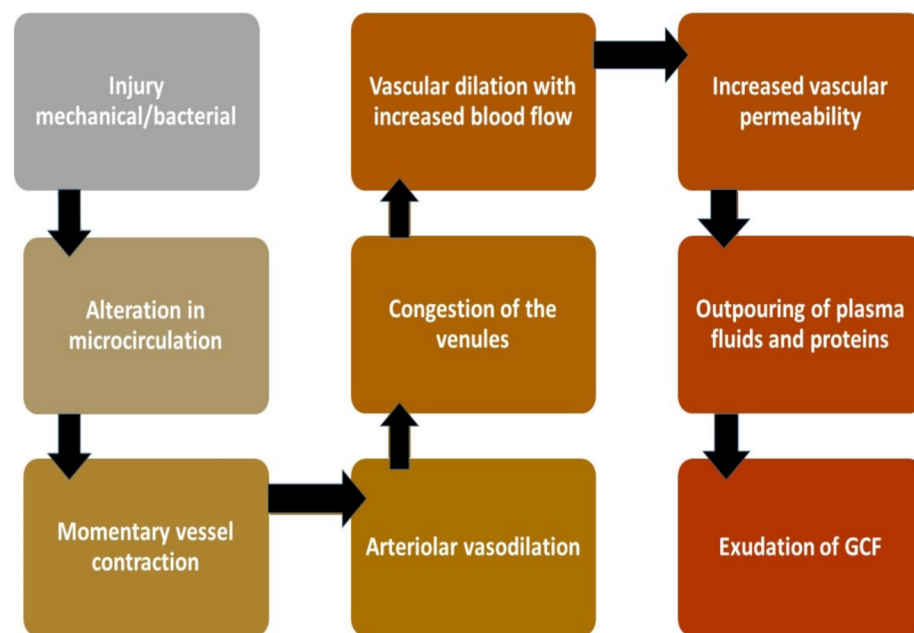 Injury
mechanical/bacterial
Alteration in
microcirculation
Momentary vessel
contraction
Arteriolar vasodilation
Congestion of the
venules
Vascular dilation with
increased blood flow
Increased vascular
permeability
Outpouring of plasma
fluids and proteins
Exudation of GCF